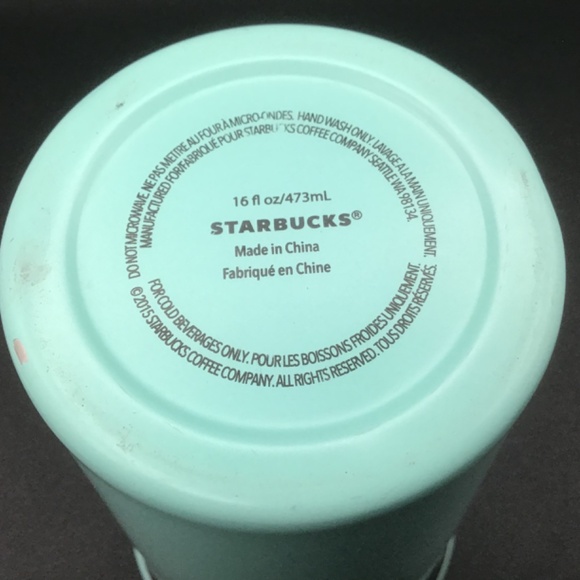 DO NOT MICROWAVE. NE PAS METTRE AU FOUR À MICRO-ONDES. HAND WASH ONLY. LAVAGE A LA MAIN UNIQUEMENT.
MANUFACTURED FOR/FABRIQUÉ POUR STARBUCKS COFFEE COMPANY SEATTLE WA 98134.
16 fl oz/473mL
STARBUCKS®
Made in China
Fabriqué en Chine
FOR COLD BEVERAGES ONLY. POUR LES BOISSONS FROIDES UNIQUEMENT.
©2015 STARBUCKS COFFEE COMPANY. ALL RIGHTS RESERVED. TOUS DROITS RÉSERVÉS.